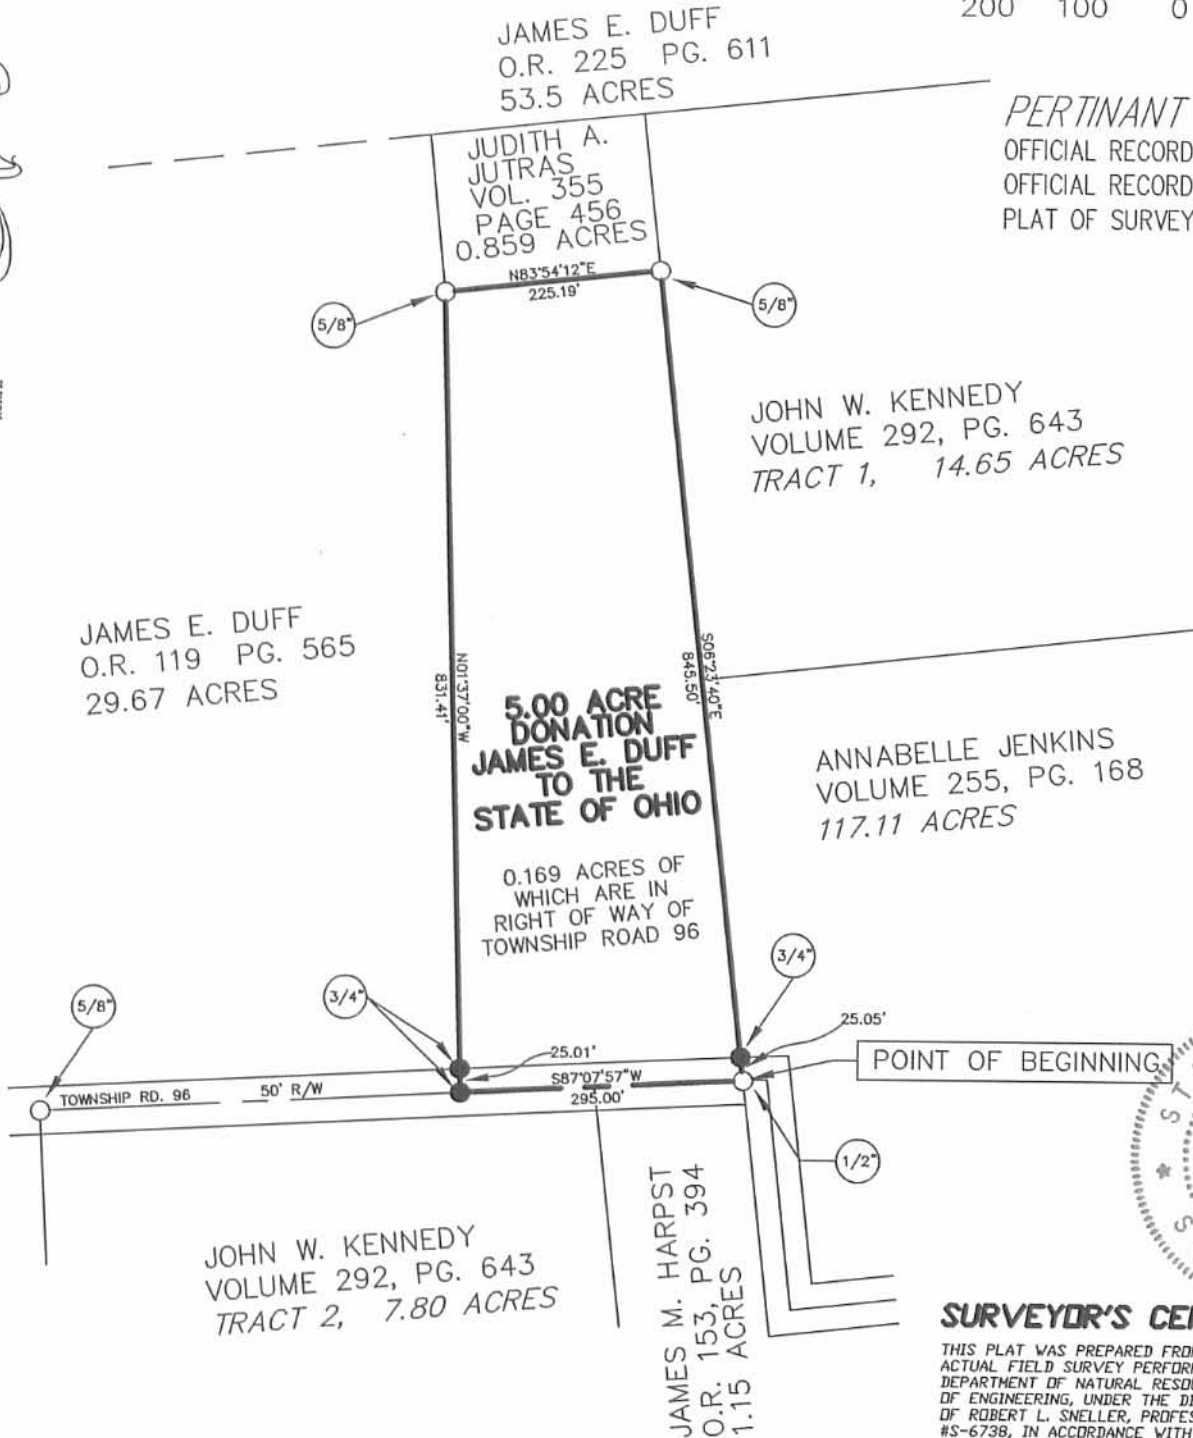 200 100 0
JAMES E. DUFF
O.R. 225 PG. 611
53.5 ACRES
PERTINANT
OFFICIAL RECORD
OFFICIAL RECORD
PLAT OF SURVEY
JUDITH A.
JUTRAS
VOL. 355
PAGE 456
0.859 ACRES
N83°54'12"E
225.19'
5/8"
5/8"
JOHN W. KENNEDY
VOLUME 292, PG. 643
TRACT 1, 14.65 ACRES
JAMES E. DUFF
O.R. 119 PG. 565
29.67 ACRES
N01°37'00"W
831.41'
S06°23'40"E
845.50'
5.00 ACRE
DONATION
JAMES E. DUFF
TO THE
STATE OF OHIO
ANNABELLE JENKINS
VOLUME 255, PG. 168
117.11 ACRES
0.169 ACRES OF
WHICH ARE IN
RIGHT OF WAY OF
TOWNSHIP ROAD 96
3/4"
3/4"
5/8"
25.05'
25.01'
POINT OF BEGINNING
S87°07'57"W
295.00'
TOWNSHIP RD. 96 50' R/W
1/2"
JOHN W. KENNEDY
VOLUME 292, PG. 643
TRACT 2, 7.80 ACRES
JAMES M. HARPST
O.R. 153, PG. 394
1.15 ACRES
ST
S
SURVEYOR'S CE
THIS PLAT WAS PREPARED FROM
ACTUAL FIELD SURVEY PERFOR
DEPARTMENT OF NATURAL RESO
OF ENGINEERING, UNDER THE DI
OF ROBERT L. SNELLER, PROFES
#S-6738, IN ACCORDANCE WITH